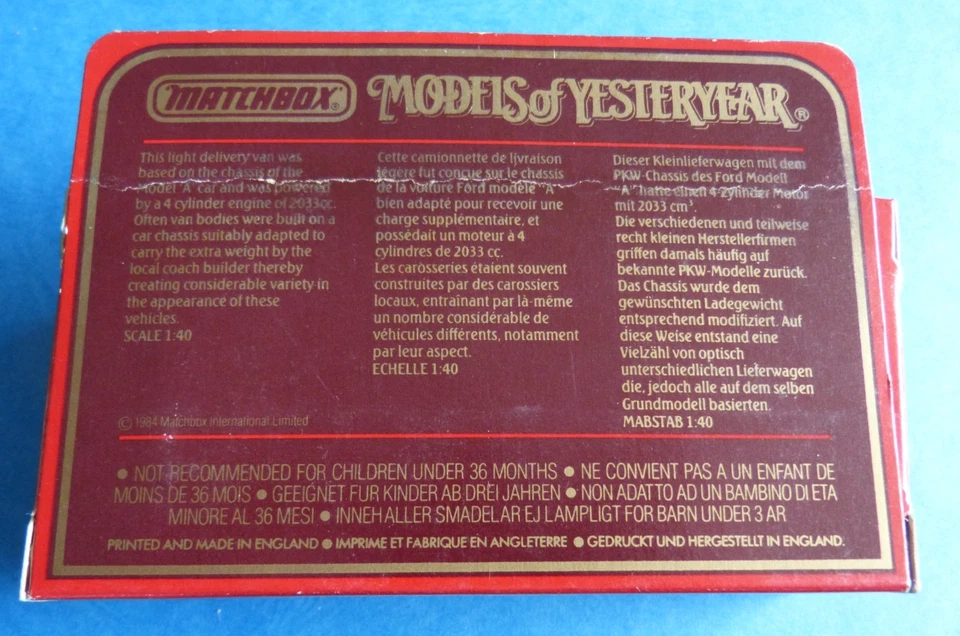 MATCHBOX® MODELS of YESTERYEAR®
This light delivery van was
based on the chassis of the
Model "A" car and was powered
by a 4 cylinder engine of 2033cc.
Often van bodies were built on a
car chassis suitably adapted to
carry the extra weight by the
local coach builder thereby
creating considerable variety in
the appearance of these
vehicles.
SCALE 1:40
© 1984 Matchbox International Limited
Cette camionnette de livraison
légère fut conçue sur le chassis
de la voiture Ford modèle "A"
bien adapté pour recevoir une
charge supplémentaire, et
possédait un moteur à 4
cylindres de 2033 cc.
Les carosseries étaient souvent
construites par des carossiers
locaux, entraînant par là-même
un nombre considérable de
véhicules différents, notamment
par leur aspect.
ECHELLE 1:40
Dieser Kleinlieferwagen mit dem
PKW-Chassis des Ford Modell
"A" hatte einen 4-Zylinder Motor
mit 2033 cm³.
Die verschiedenen und teilweise
recht kleinen Herstellerfirmen
griffen damals häufig auf
bekannte PKW-Modelle zurück.
Das Chassis wurde dem
gewünschten Ladegewicht
entsprechend modifiziert. Auf
diese Weise entstand eine
Vielzähl von optisch
unterschiedlichen Lieferwagen
die, jedoch alle auf dem selben
Grundmodell basierten.
MABSTAB 1:40
● NOT RECOMMENDED FOR CHILDREN UNDER 36 MONTHS ● NE CONVIENT PAS A UN ENFANT DE
MOINS DE 36 MOIS ● GEEIGNET FUR KINDER AB DREI JAHREN ● NON ADATTO AD UN BAMBINO DI ETA
MINORE AL 36 MESI ● INNEHALLER SMADELAR EJ LAMPLIGT FOR BARN UNDER 3 AR
PRINTED AND MADE IN ENGLAND ● IMPRIME ET FABRIQUE EN ANGLETERRE ● GEDRUCKT UND HERGESTELLT IN ENGLAND.